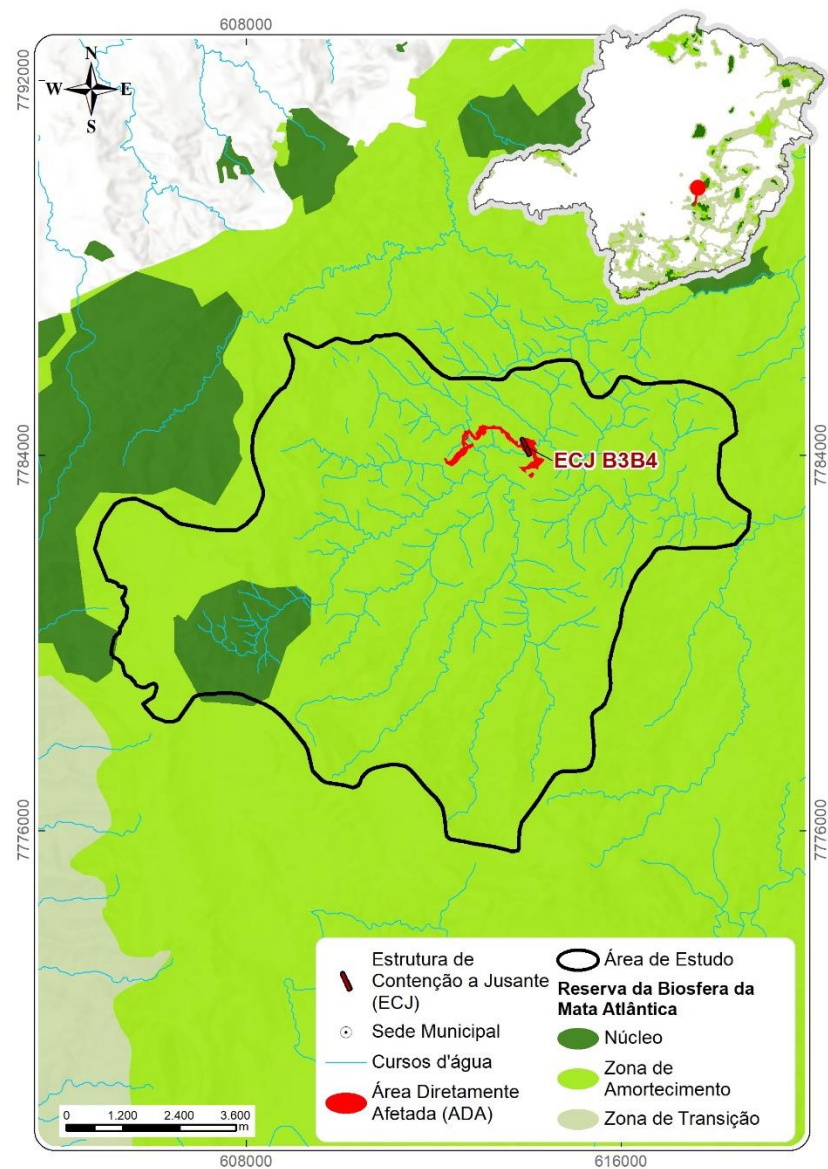 608000
7792000
N
W E
S
7784000
7784000
ECJ B3B4
7776000
7776000
Estrutura de
Contenção a Jusante
(ECJ)
Sede Municipal
Cursos d'água
Área Diretamente
Afetada (ADA)
0 1.200 2.400 3.600
m
Área de Estudo
Reserva da Biosfera da
Mata Atlântica
Núcleo
Zona de
Amortecimento
Zona de Transição
608000
616000